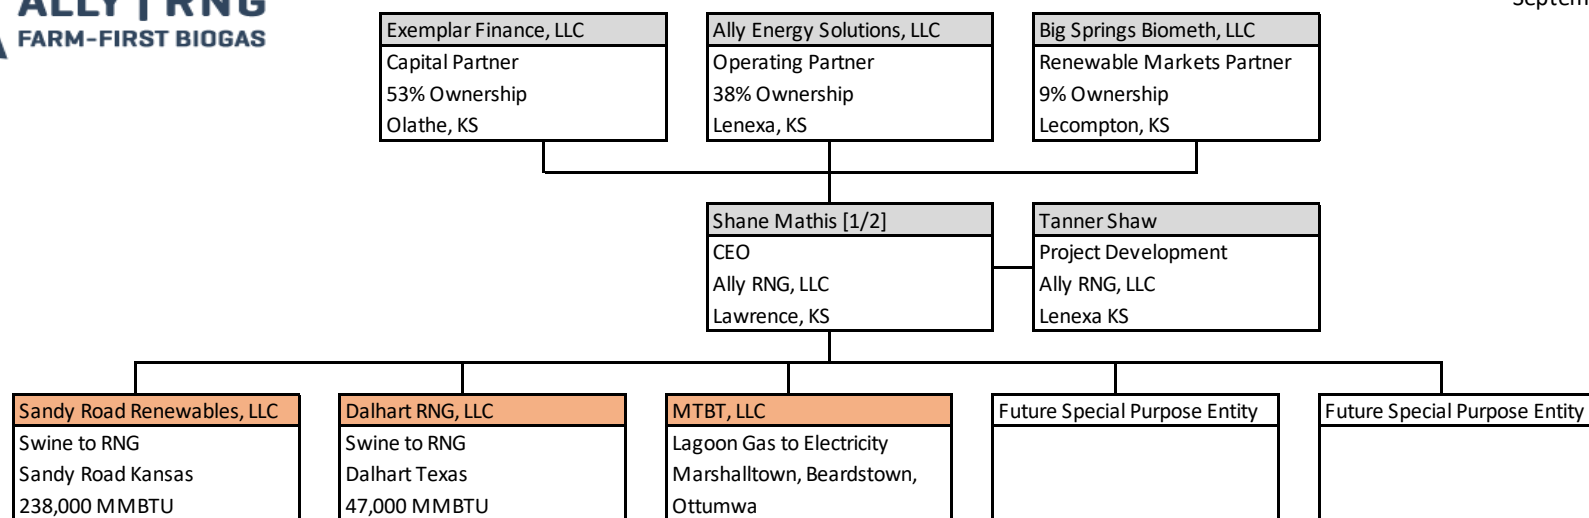 ALLY | RNG
FARM-FIRST BIOGAS
Exemplar Finance, LLC
Capital Partner
53% Ownership
Olathe, KS
Ally Energy Solutions, LLC
Operating Partner
38% Ownership
Lenexa, KS
Big Springs Biometh, LLC
Renewable Markets Partner
9% Ownership
Lecompton, KS
Shane Mathis [1/2]
CEO
Ally RNG, LLC
Lawrence, KS
Tanner Shaw
Project Development
Ally RNG, LLC
Lenexa KS
Sandy Road Renewables, LLC
Swine to RNG
Sandy Road Kansas
238,000 MMBTU
Dalhart RNG, LLC
Swine to RNG
Dalhart Texas
47,000 MMBTU
MTBT, LLC
Lagoon Gas to Electricity
Marshalltown, Beardstown,
Ottumwa
Future Special Purpose Entity
Future Special Purpose Entity